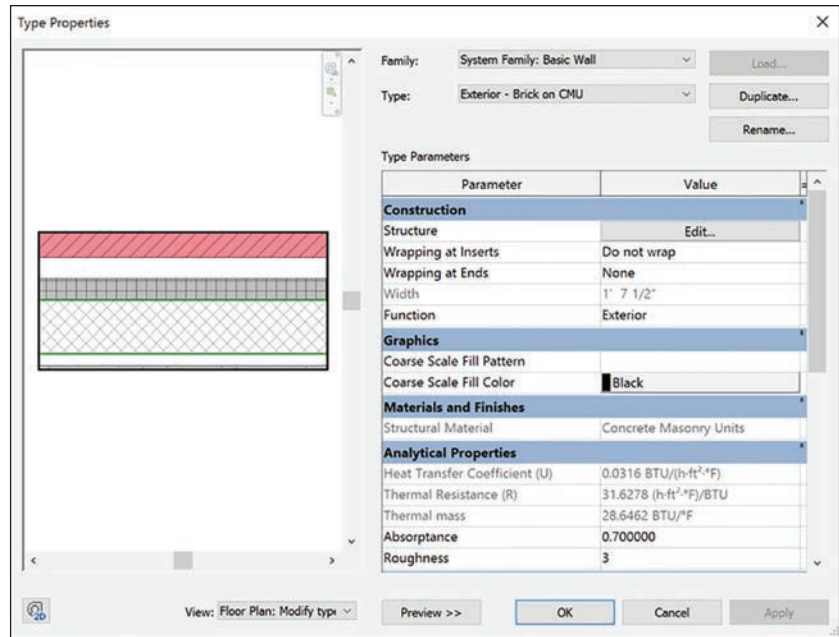 Type Properties
Family: System Family: Basic Wall Load...
Type: Exterior - Brick on CMU Duplicate...
Rename...
Type Parameters
Parameter Value =
Construction
Structure Edit...
Wrapping at Inserts Do not wrap
Wrapping at Ends None
Width 1' 7 1/2"
Function Exterior
Graphics
Coarse Scale Fill Pattern
Coarse Scale Fill Color Black
Materials and Finishes
Structural Material Concrete Masonry Units
Analytical Properties
Heat Transfer Coefficient (U) 0.0316 BTU/(h·ft²·°F)
Thermal Resistance (R) 31.6278 (h·ft²·°F)/BTU
Thermal mass 28.6462 BTU/°F
Absorptance 0.700000
Roughness 3
2D View: Floor Plan: Modify type Preview >> OK Cancel Apply